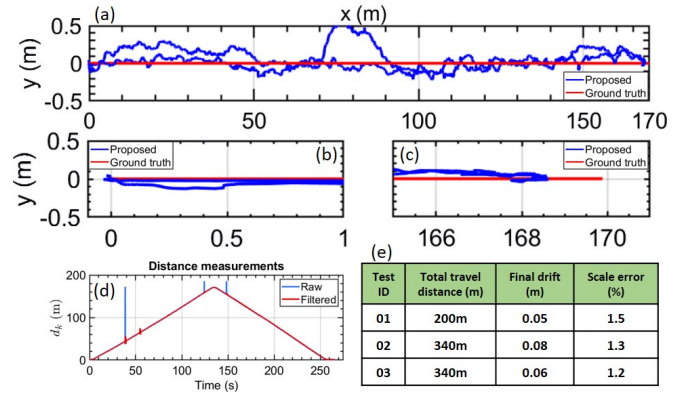 x (m)
(a)
0.5
0
-0.5
y (m)
Proposed
Ground truth
0 50 100 150 170
0.5
0
-0.5
y (m)
Proposed
Ground truth
(b)
0 0.5 1
(c)
Proposed
Ground truth
166 168 170
Distance measurements
200
100
0
dₖ (m)
(d)
Raw
Filtered
0 50 100 150 200 250
Time (s)
(e)
Test ID Total travel distance (m) Final drift (m) Scale error (%)
01 200m 0.05 1.5
02 340m 0.08 1.3
03 340m 0.06 1.2